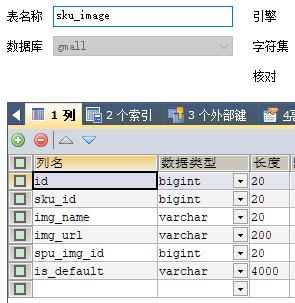 表名称 sku_image 引擎
数据库 gmall 字符集
核对
1 列 2 个索引 3 个外部键 4
列名 数据类型 长度
id bigint 20
sku_id bigint 20
img_name varchar 20
img_url varchar 200
spu_img_id bigint 20
is_default varchar 4000